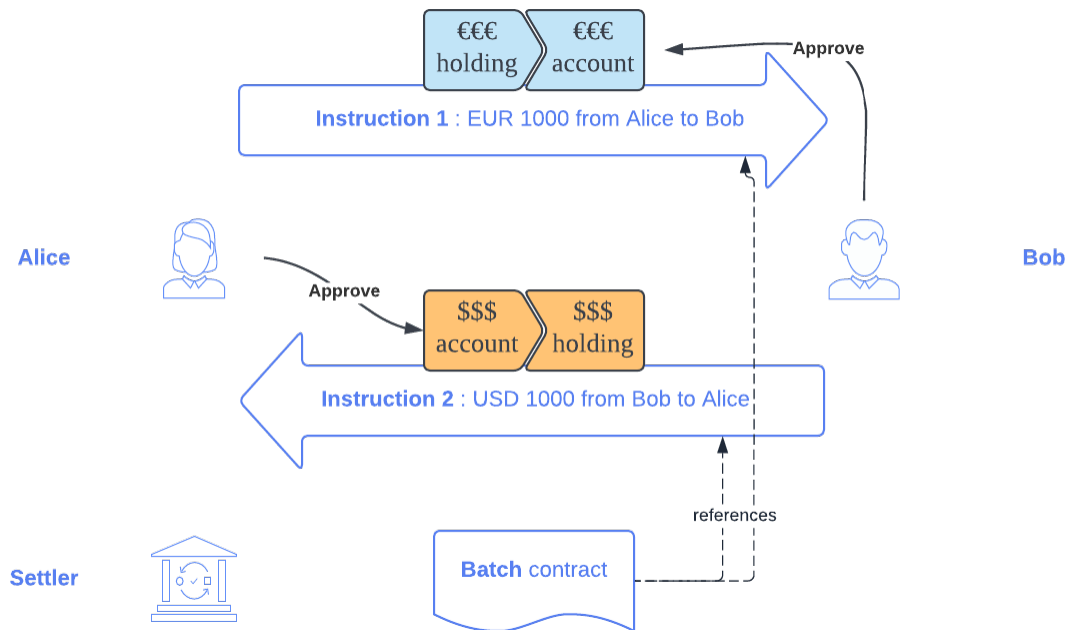 €€€ €€€
holding account
Approve
Instruction 1 : EUR 1000 from Alice to Bob
Alice
Bob
Approve
$$$ $$$
account holding
Instruction 2 : USD 1000 from Bob to Alice
references
Settler
Batch contract